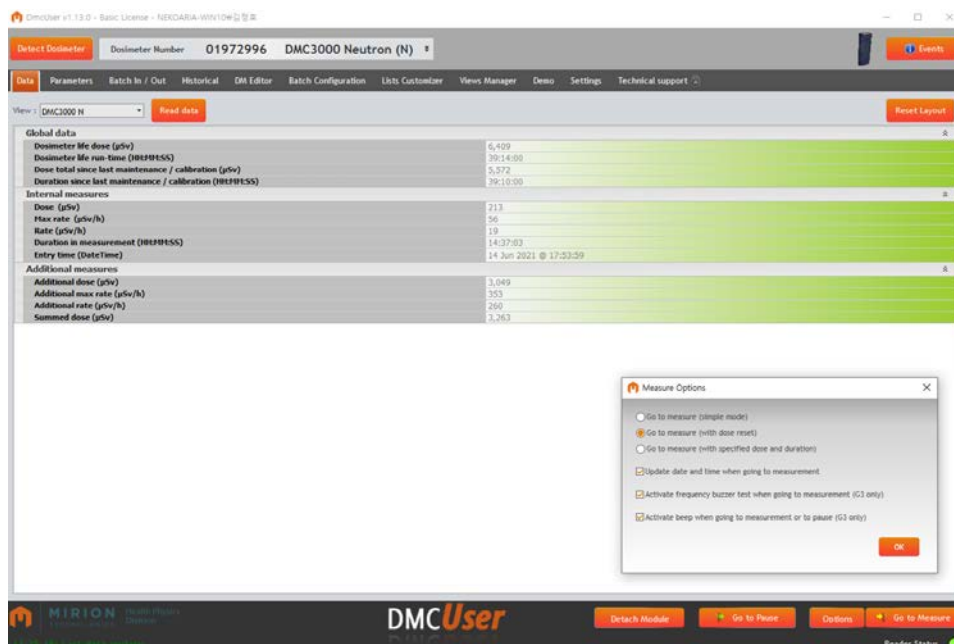 DmcUser v1.13.0 - Basic License - NEKOARIA-WIN10#김정호
Detect Dosimeter
Dosimeter Number 01972996 DMC3000 Neutron (N)
Events
Data Parameters Batch In / Out Historical DM Editor Batch Configuration Lists Customizer Views Manager Demo Settings Technical support
View : DMC3000 N
Read data
Reset Layout
Global data
Dosimeter life dose (µSv) 6,409
Dosimeter life run-time (HH:MM:SS) 39:14:00
Dose total since last maintenance / calibration (µSv) 5,572
Duration since last maintenance / calibration (HH:MM:SS) 39:10:00
Internal measures
Dose (µSv) 213
Max rate (µSv/h) 56
Rate (µSv/h) 19
Duration in measurement (HH:MM:SS) 14:37:03
Entry time (DateTime) 14 Jun 2021 @ 17:53:59
Additional measures
Additional dose (µSv) 3,049
Additional max rate (µSv/h) 353
Additional rate (µSv/h) 260
Summed dose (µSv) 3,263
Measure Options
Go to measure (simple mode)
Go to measure (with dose reset)
Go to measure (with specified dose and duration)
Update date and time when going to measurement
Activate frequency buzzer test when going to measurement (G3 only)
Activate beep when going to measurement or to pause (G3 only)
OK
MIRION
Health Physics
Division
DMCUser
Detach Module
Go to Pause
Options
Go to Measure
Reader Status